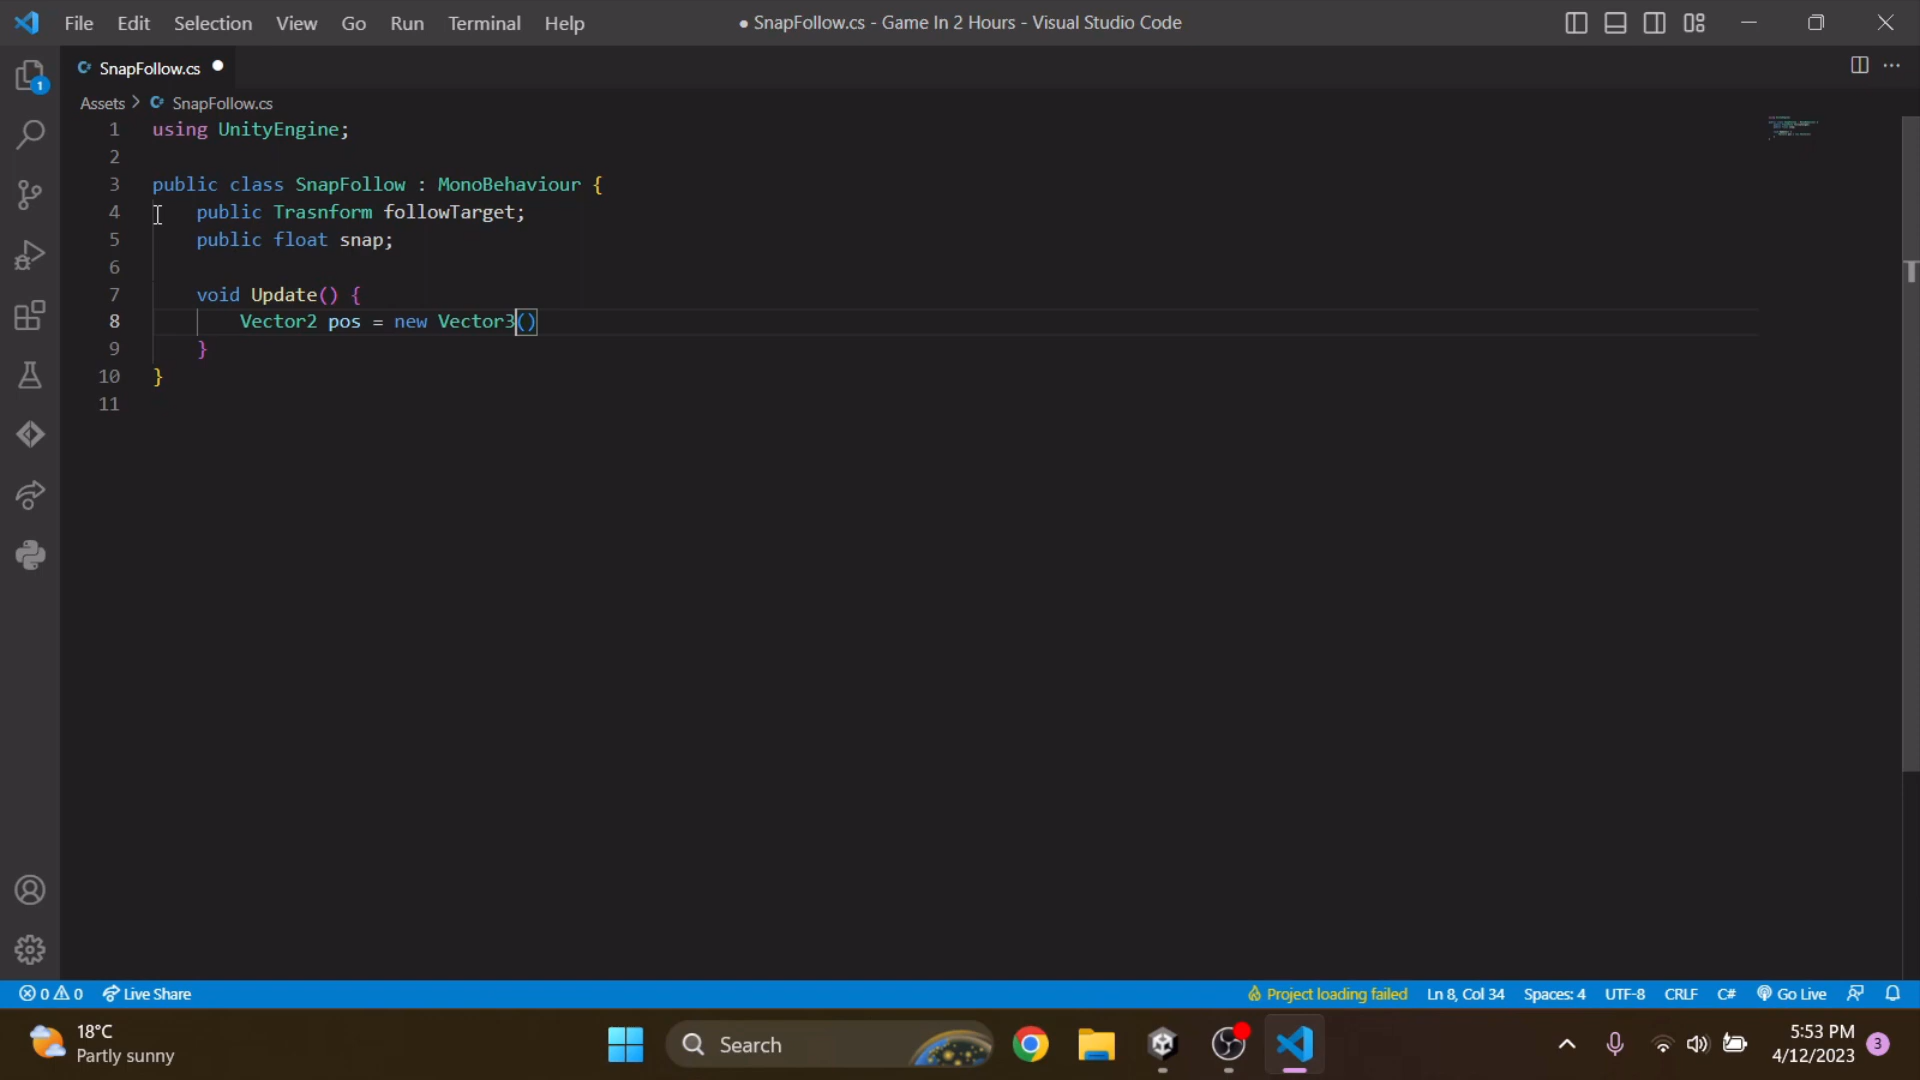 File Edit Selection View Go Run Terminal Help
● SnapFollow.cs - Game In 2 Hours - Visual Studio Code
SnapFollow.cs
1
Assets > SnapFollow.cs
1 using UnityEngine;
2
3 public class SnapFollow : MonoBehaviour {
4 public Trasnform followTarget;
5 public float snap;
6
7 void Update() {
8 Vector2 pos = new Vector3()
9 }
10 }
11
0 0 Live Share
Project loading failed Ln 8, Col 34 Spaces: 4 UTF-8 CRLF C# Go Live
18°C
Partly sunny
Search
5:53 PM
4/12/2023
3